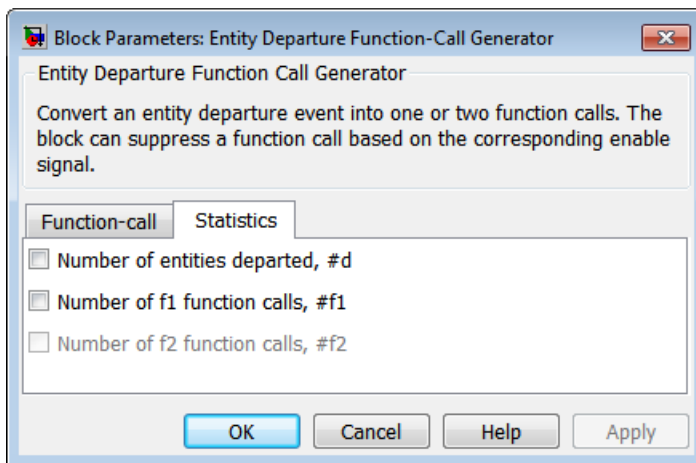 Block Parameters: Entity Departure Function-Call Generator
Entity Departure Function Call Generator
Convert an entity departure event into one or two function calls. The
block can suppress a function call based on the corresponding enable
signal.
Function-call Statistics
Number of entities departed, #d
Number of f1 function calls, #f1
Number of f2 function calls, #f2
OK Cancel Help Apply